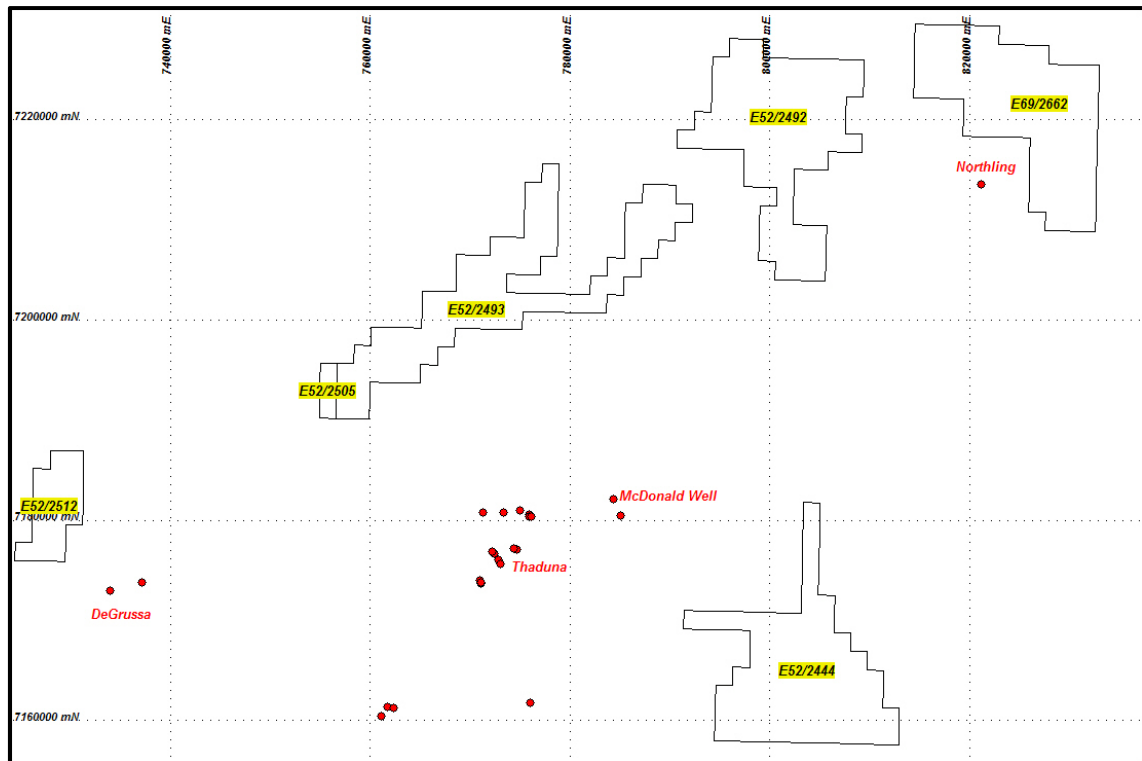 740000 mE
760000 mE
780000 mE
800000 mE
820000 mE
7220000 mN
E52/2492
E69/2662
Northling
7200000 mN
E52/2493
E52/2505
E52/2512
McDonald Well
7180000 mN
Thaduna
DeGrussa
E52/2444
7160000 mN